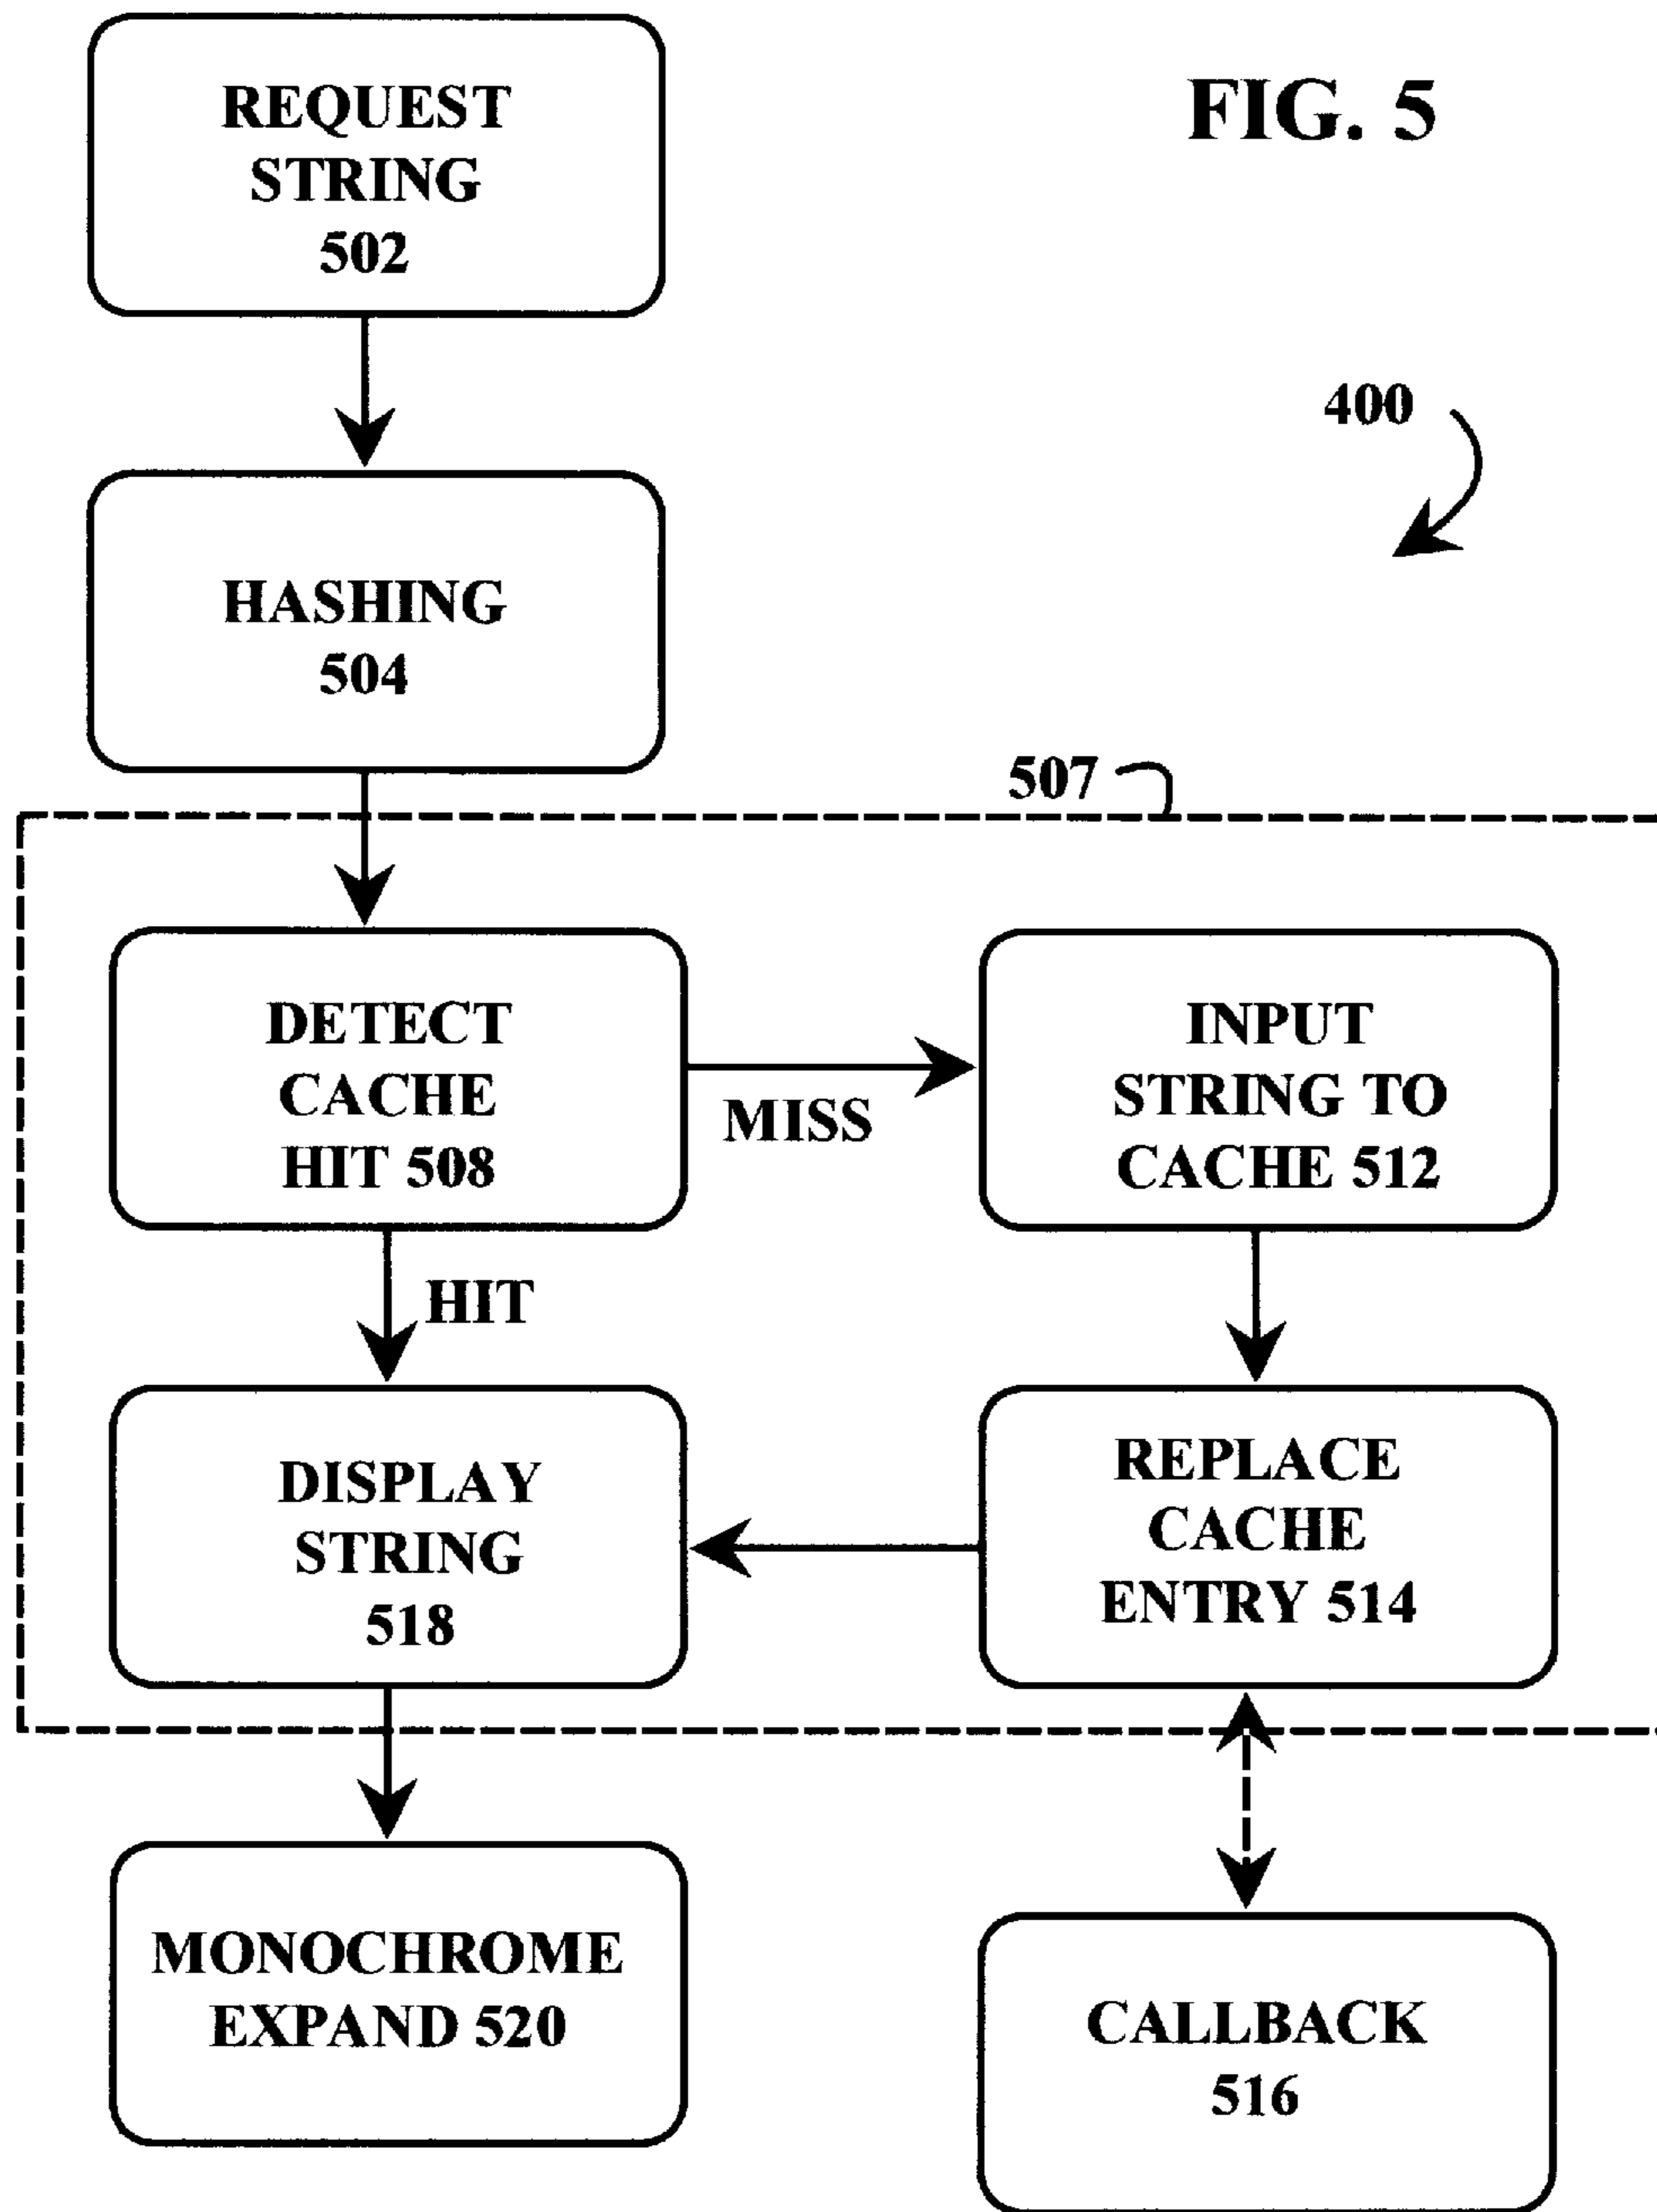 FIG. 5
REQUEST
STRING
502
400
HASHING
504
507
DETECT
CACHE
HIT 508
MISS
INPUT
STRING TO
CACHE 512
HIT
DISPLAY
STRING
518
REPLACE
CACHE
ENTRY 514
MONOCHROME
EXPAND 520
CALLBACK
516